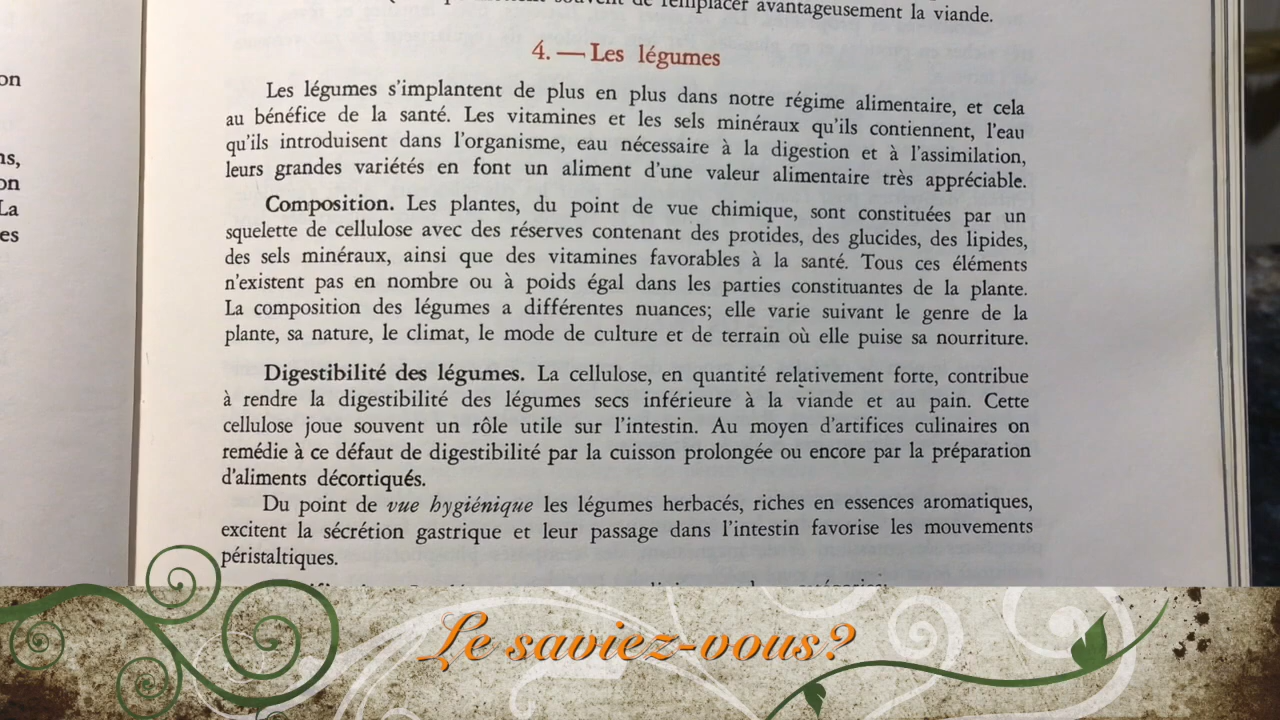 souvent de remplacer avantageusement la viande.
4. — Les légumes
Les légumes s'implantent de plus en plus dans notre régime alimentaire, et cela
au bénéfice de la santé. Les vitamines et les sels minéraux qu'ils contiennent, l'eau
qu'ils introduisent dans l'organisme, eau nécessaire à la digestion et à l'assimilation,
leurs grandes variétés en font un aliment d'une valeur alimentaire très appréciable.
Composition. Les plantes, du point de vue chimique, sont constituées par un
squelette de cellulose avec des réserves contenant des protides, des glucides, des lipides,
des sels minéraux, ainsi que des vitamines favorables à la santé. Tous ces éléments
n'existent pas en nombre ou à poids égal dans les parties constituantes de la plante.
La composition des légumes a différentes nuances; elle varie suivant le genre de la
plante, sa nature, le climat, le mode de culture et de terrain où elle puise sa nourriture.
Digestibilité des légumes. La cellulose, en quantité relativement forte, contribue
à rendre la digestibilité des légumes secs inférieure à la viande et au pain. Cette
cellulose joue souvent un rôle utile sur l'intestin. Au moyen d'artifices culinaires on
remédie à ce défaut de digestibilité par la cuisson prolongée ou encore par la préparation
d'aliments décortiqués.
Du point de vue hygiénique les légumes herbacés, riches en essences aromatiques,
excitent la sécrétion gastrique et leur passage dans l'intestin favorise les mouvements
péristaltiques.
on
ns,
on
La
es
Le saviez-vous?